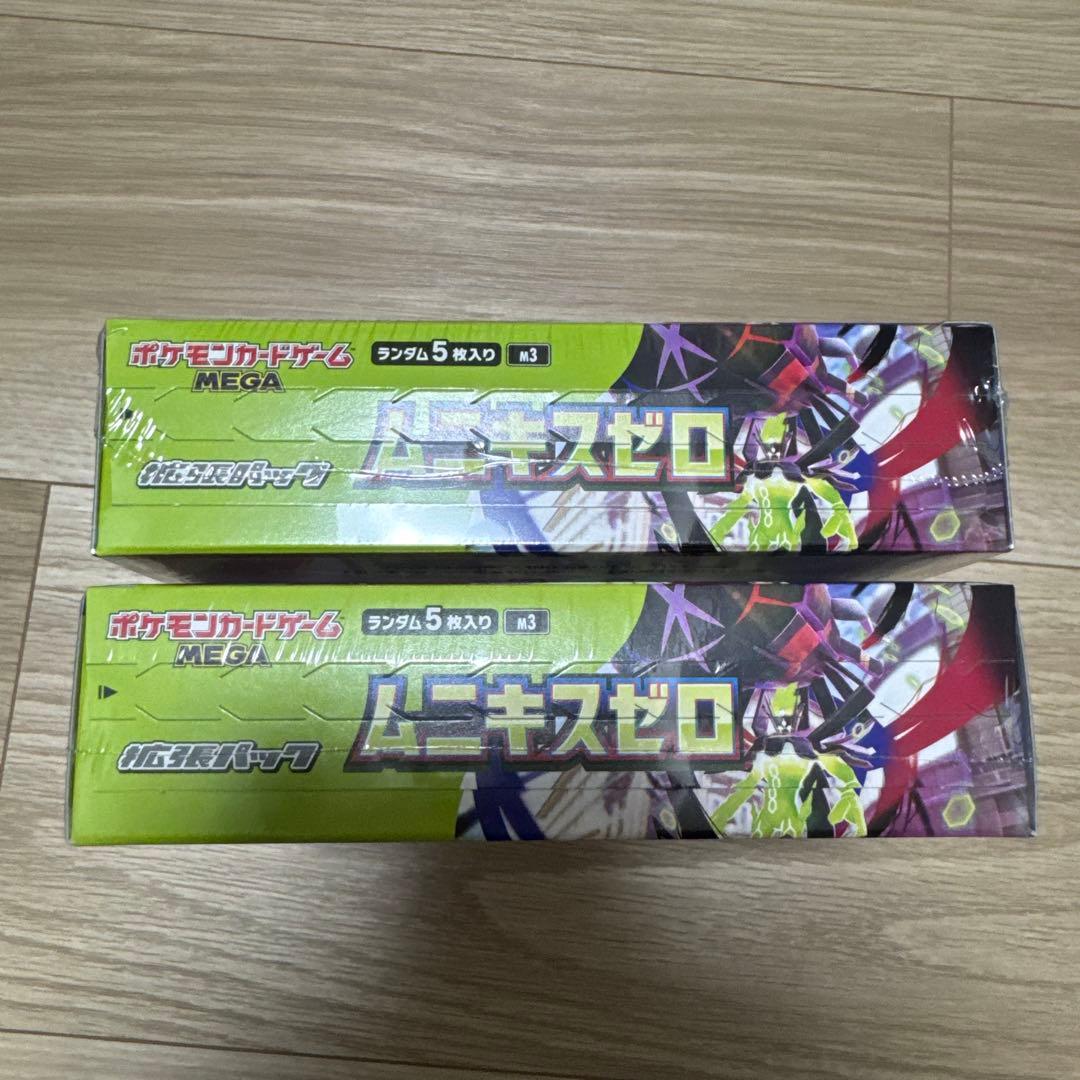 ポケモンカードゲーム
MEGA
ランダム5枚入り
M3
ムニキスゼロ
拡張パック
ポケモンカードゲーム
MEGA
ランダム5枚入り
M3
ムニキスゼロ
拡張パック